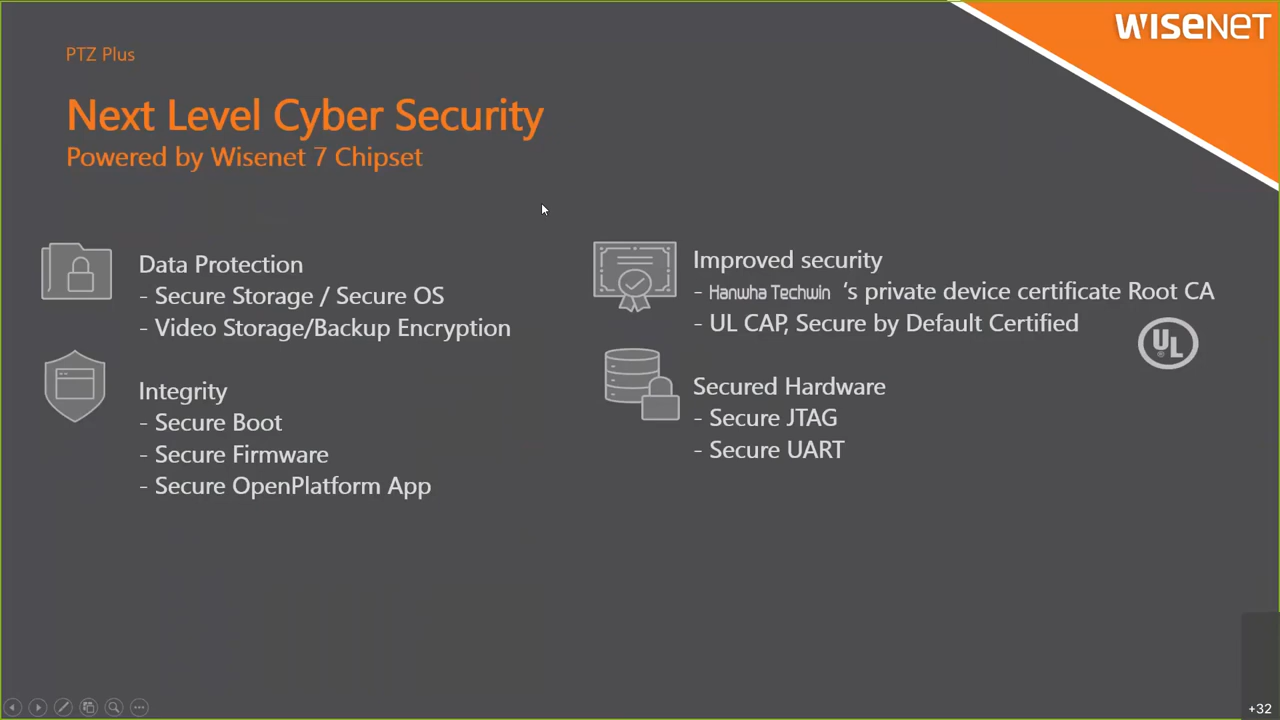 WISENET
PTZ Plus
Next Level Cyber Security
Powered by Wisenet 7 Chipset
Data Protection
- Secure Storage / Secure OS
- Video Storage/Backup Encryption
Integrity
- Secure Boot
- Secure Firmware
- Secure OpenPlatform App
Improved security
- Hanwha Techwin ‘s private device certificate Root CA
- UL CAP, Secure by Default Certified
UL
®
Secured Hardware
- Secure JTAG
- Secure UART
+32